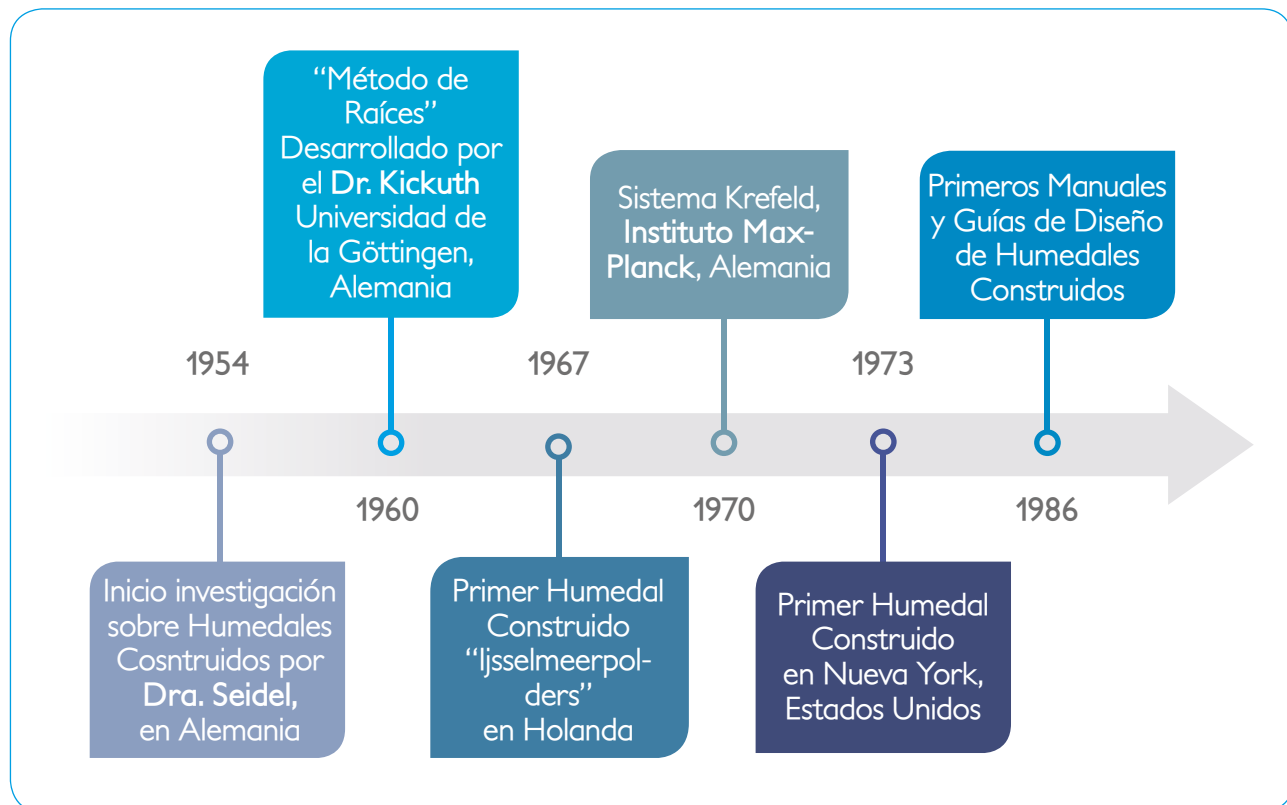 1954
Inicio investigación
sobre Humedales
Cosntruidos por
Dra. Seidel,
en Alemania
“Método de
Raíces”
Desarrollado por
el Dr. Kickuth
Universidad de
la Göttingen,
Alemania
1960
1967
Primer Humedal
Construido
“Ijsselmeerpol-
ders”
en Holanda
Sistema Krefeld,
Instituto Max-
Planck, Alemania
1970
1973
Primer Humedal
Construido
en Nueva York,
Estados Unidos
Primeros Manuales
y Guías de Diseño
de Humedales
Construidos
1986